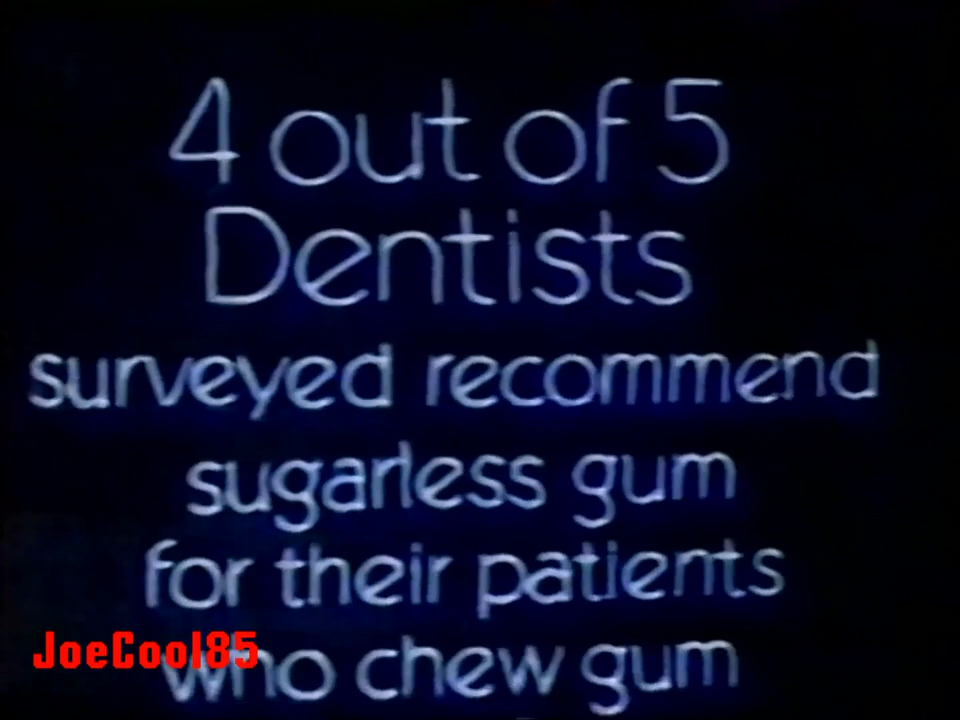 4 out of 5
Dentists
surveyed recommend
sugarless gum
for their patients
who chew gum
JoeCool85